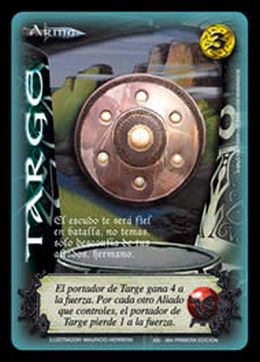 Arma
3
TARGE
El escudo te será fiel
en batalla, no temas,
solo desconfía de tus
aliados, hermano.
El portador de Targe gana 4 a
la fuerza. Por cada otro Aliado
que controles, el portador de
Targe pierde 1 a la fuerza.
ILUSTRADOR: MAURICIO HERRERA
PRIMERA EDICIÓN